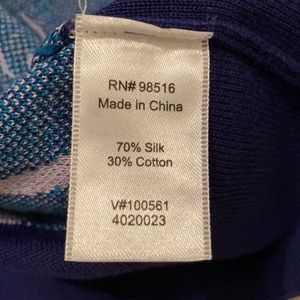 RN# 98516
Made in China
70% Silk
30% Cotton
V#100561
4020023